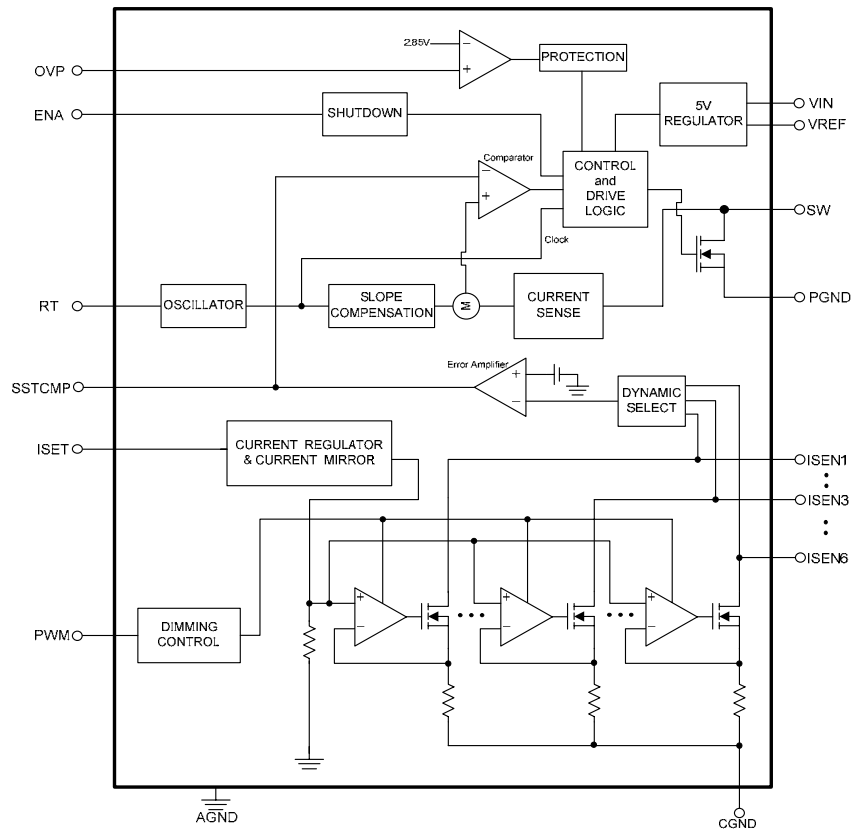 2.85V
−
+
PROTECTION
OVP
ENA
SHUTDOWN
5V
REGULATOR
VIN
VREF
Comparator
−
+
CONTROL
and
DRIVE
LOGIC
SW
Clock
RT
OSCILLATOR
SLOPE
COMPENSATION
M
CURRENT
SENSE
PGND
Error Amplifier
+
−
DYNAMIC
SELECT
SSTCMP
ISET
CURRENT REGULATOR
& CURRENT MIRROR
ISEN1
ISEN3
ISEN6
+
−
+
−
+
−
PWM
DIMMING
CONTROL
AGND
CGND